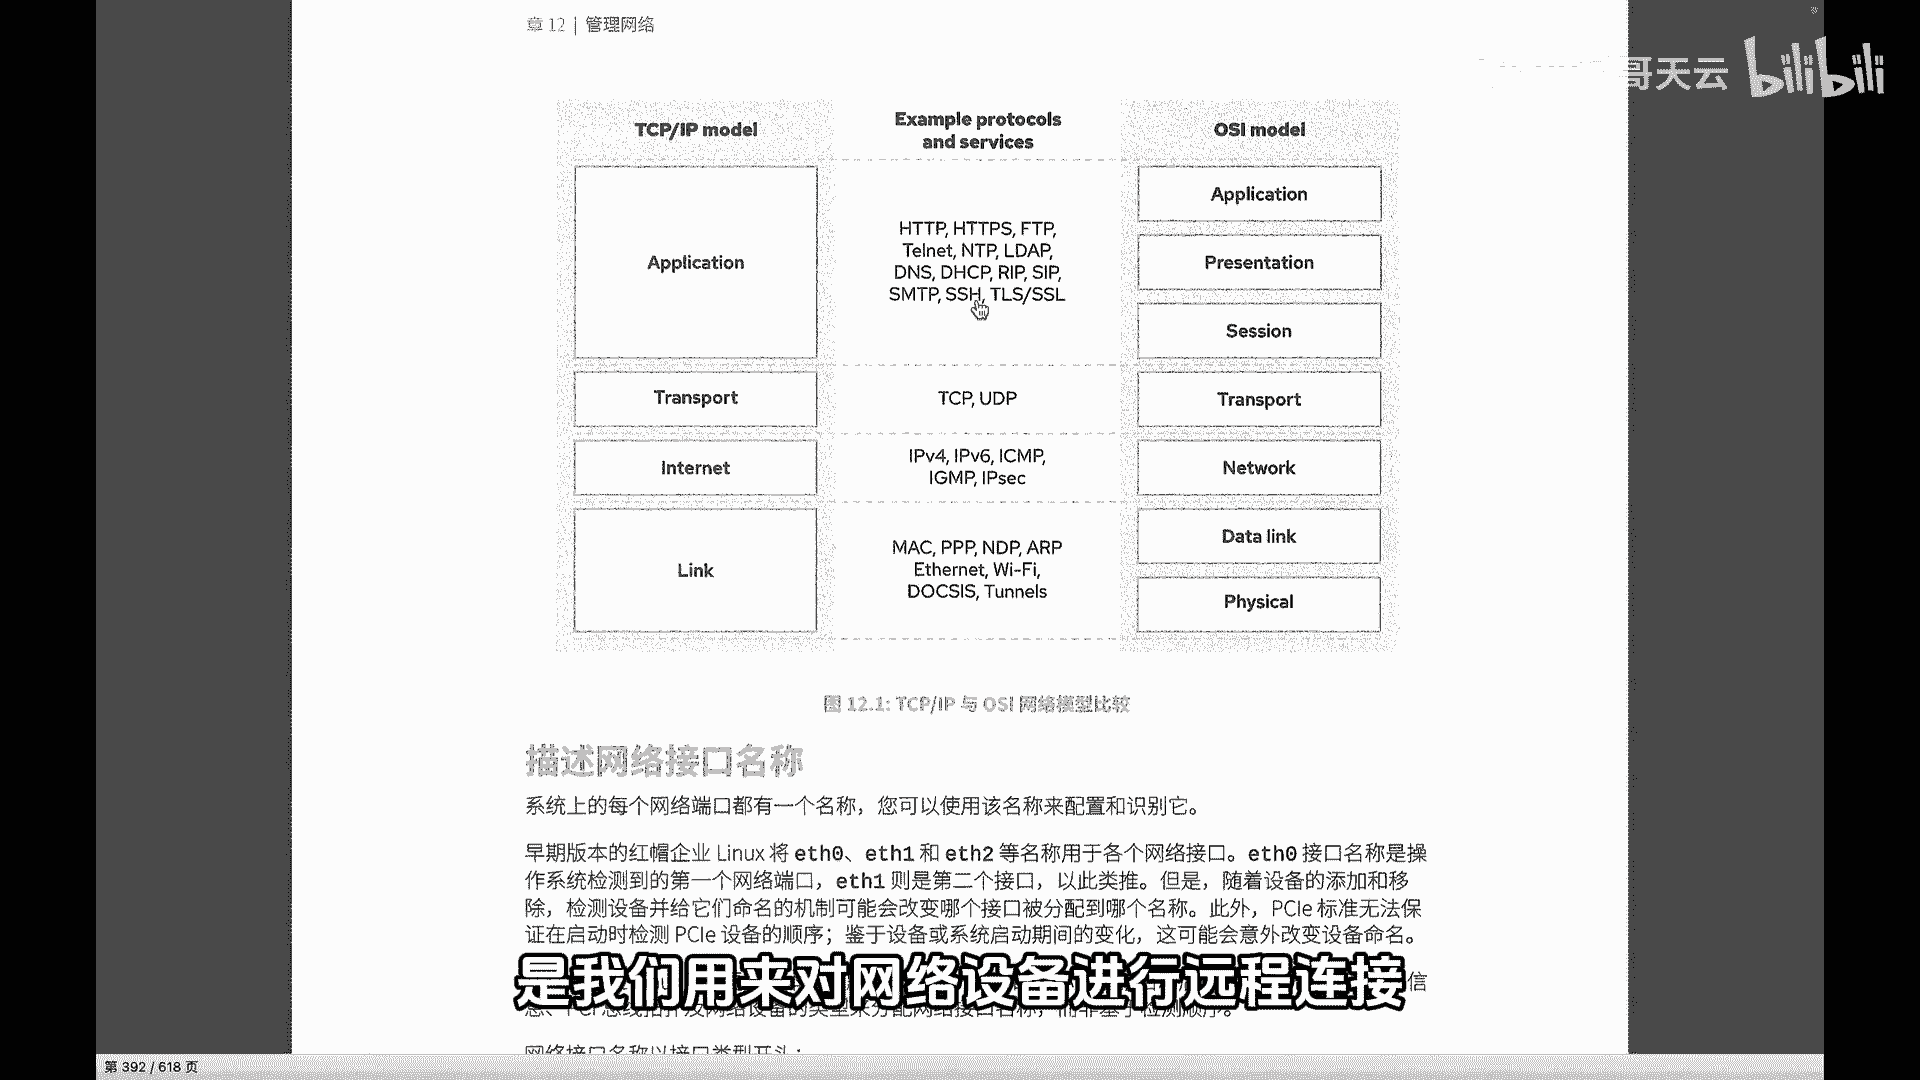 章 12 | 管理网络
哥天云 bilibili
TCP/IP model
Example protocols
and services
OSI model
Application
HTTP, HTTPS, FTP,
Telnet, NTP, LDAP,
DNS, DHCP, RIP, SIP,
SMTP, SSH, TLS/SSL
Application
Presentation
Session
Transport
TCP, UDP
Transport
Internet
IPv4, IPv6, ICMP,
IGMP, IPsec
Network
Link
MAC, PPP, NDP, ARP
Ethernet, Wi-Fi,
DOCSIS, Tunnels
Data link
Physical
图 12.1: TCP/IP 与 OSI 网络模型比较
描述网络接口名称
系统上的每个网络端口都有一个名称，您可以使用该名称来配置和识别它。
早期版本的红帽企业 Linux 将 eth0、eth1 和 eth2 等名称用于各个网络接口。eth0 接口名称是操
作系统检测到的第一个网络端口，eth1 则是第二个接口，以此类推。但是，随着设备的添加和移
除，检测设备并给它们命名的机制可能会改变哪个接口被分配到哪个名称。此外，PCIe 标准无法保
证在启动时检测 PCIe 设备的顺序；鉴于设备或系统启动期间的变化，这可能会意外改变设备命名。
信
是我们用来对网络设备进行远程连接
网络接口名称以接口类型开头：
第 392 / 618 页